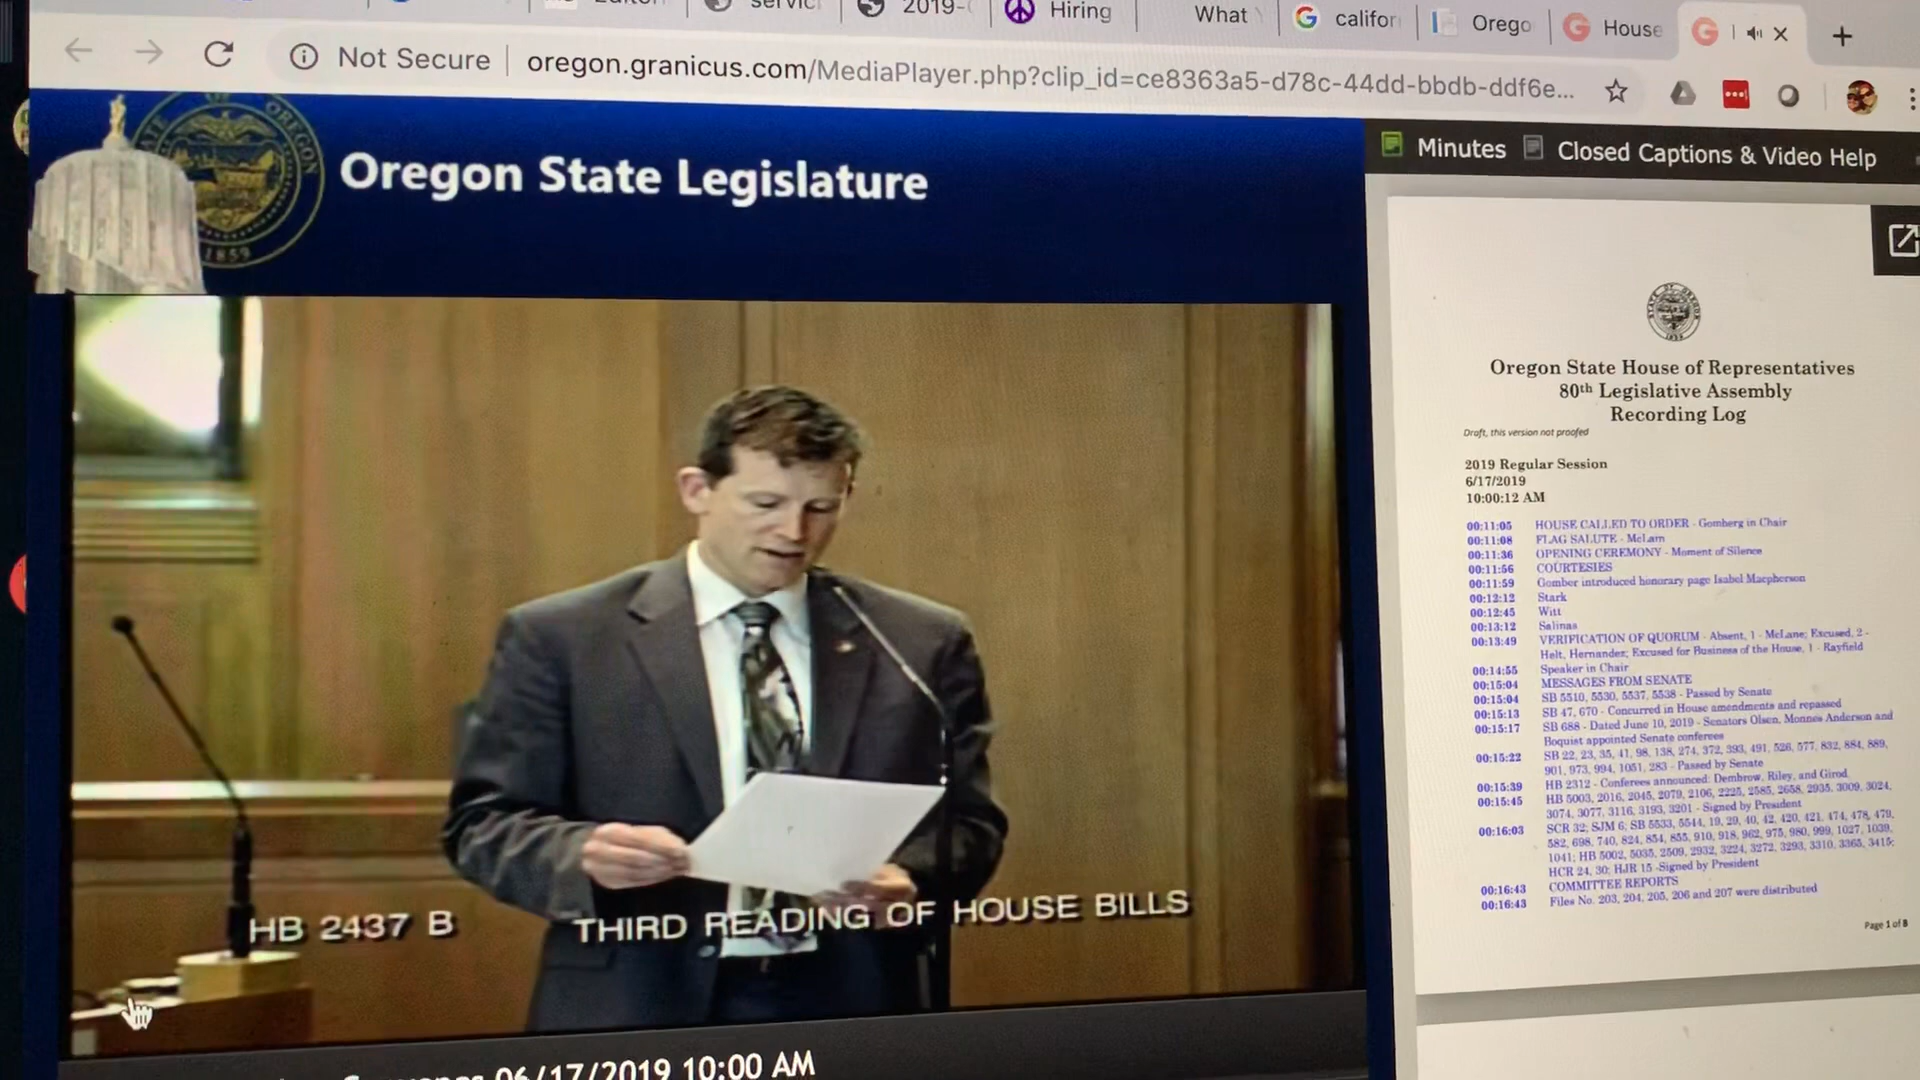 servic
2019-
Hiring
What
califor
Orego
House
Not Secure
oregon.granicus.com/MediaPlayer.php?clip_id=ce8363a5-d78c-44dd-bbdb-ddf6e...
OREGON
1859
Oregon State Legislature
Minutes
Closed Captions & Video Help
Oregon State House of Representatives
80th Legislative Assembly
Recording Log
Draft, this version not proofed
2019 Regular Session
6/17/2019
10:00:12 AM
00:11:05 HOUSE CALLED TO ORDER - Gomberg in Chair
00:11:08 FLAG SALUTE - McLain
00:11:36 OPENING CEREMONY - Moment of Silence
00:11:56 COURTESIES
00:11:59 Gomber introduced honorary page Isabel Macpherson
00:12:12 Stark
00:12:45 Witt
00:13:12 Salinas
00:13:49 VERIFICATION OF QUORUM - Absent, 1 - McLane; Excused, 2 -
Helt, Hernandez; Excused for Business of the House, 1 - Rayfield
00:14:55 Speaker in Chair
00:15:04 MESSAGES FROM SENATE
00:15:04 SB 5510, 5530, 5537, 5538 - Passed by Senate
00:15:13 SB 47, 670 - Concurred in House amendments and repassed
00:15:17 SB 688 - Dated June 10, 2019 - Senators Olsen, Monnes Anderson and
Boquist appointed Senate conferees
00:15:22 SB 22, 23, 35, 41, 98, 138, 274, 372, 393, 491, 526, 577, 832, 884, 889,
901, 973, 994, 1051, 283 - Passed by Senate
00:15:39 HB 2312 - Conferees announced: Dembrow, Riley, and Girod
00:15:45 HB 5003, 2016, 2045, 2079, 2106, 2225, 2585, 2658, 2935, 3009, 3024,
3074, 3077, 3116, 3193, 3201 - Signed by President
00:16:03 SCR 32; SJM 6; SB 5533, 5544, 19, 29, 40, 42, 420, 421, 474, 478, 479,
582, 698, 740, 824, 854, 855, 910, 918, 962, 975, 980, 999, 1027, 1039,
1041; HB 5002, 5035, 2509, 2932, 3224, 3272, 3293, 3310, 3365, 3415;
HCR 24, 30; HJR 15 -Signed by President
00:16:43 COMMITTEE REPORTS
00:16:43 Files No. 203, 204, 205, 206 and 207 were distributed
Page 1 of 8
HB 2437 B THIRD READING OF HOUSE BILLS
06/17/2019 10:00 AM